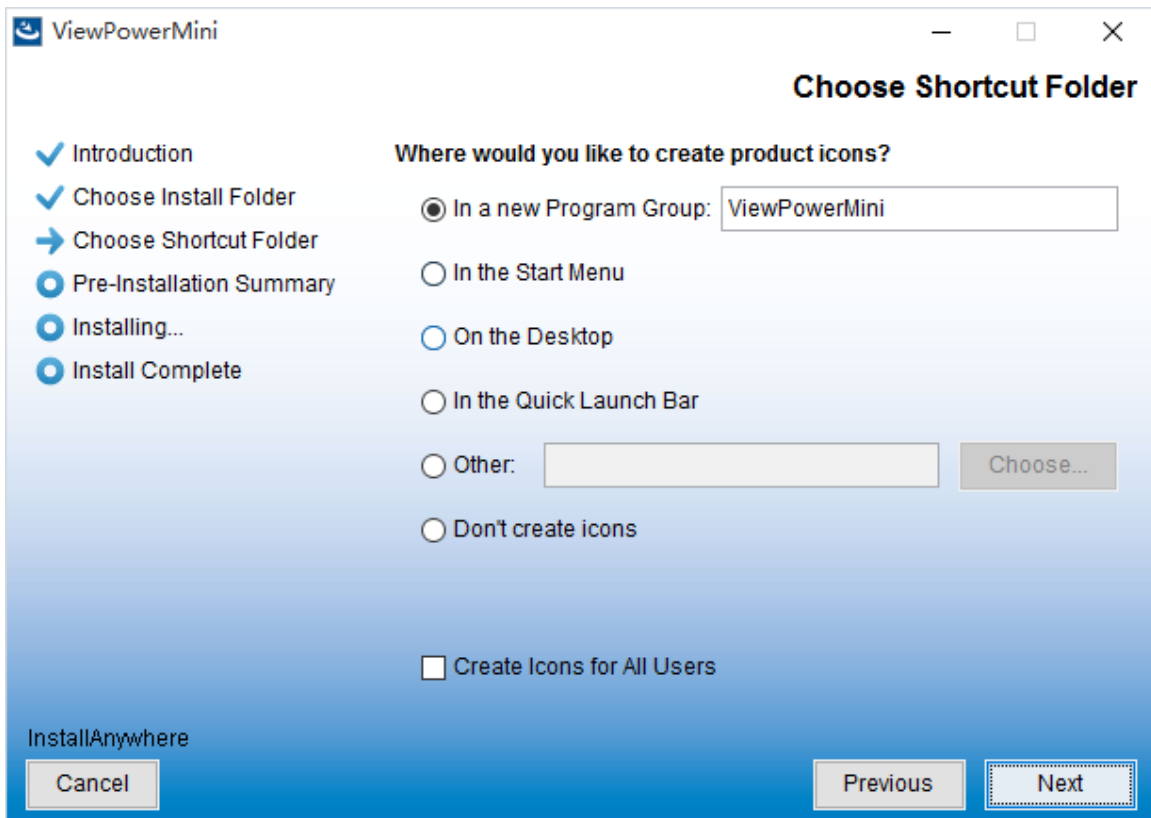 ViewPowerMini
Choose Shortcut Folder
Introduction
Choose Install Folder
Choose Shortcut Folder
Pre-Installation Summary
Installing...
Install Complete
Where would you like to create product icons?
In a new Program Group: ViewPowerMini
In the Start Menu
On the Desktop
In the Quick Launch Bar
Other: Choose...
Don't create icons
Create Icons for All Users
InstallAnywhere
Cancel Previous Next